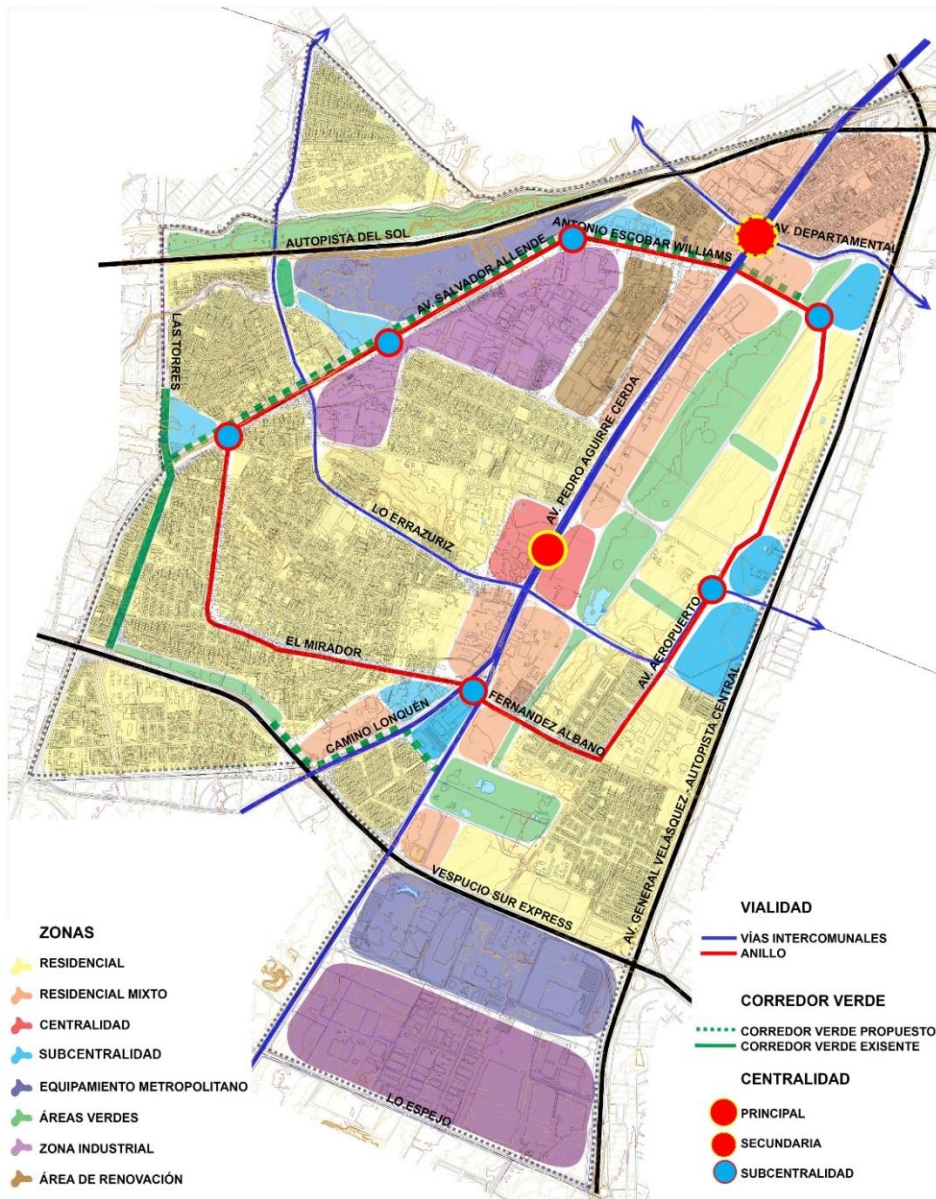 AUTOPISTA DEL SOL
AV. SALVADOR ALLENDE
ANTONIO ESCOBAR WILLIAMS
AV. DEPARTAMENTAL
LAS TORRES
AV. PEDRO AGUIRRE CERDA
LO ERRAZURIZ
EL MIRADOR
AV. AEROPUERTO
CAMINO LONQUÉN
FERNANDEZ ALBANO
AV. GENERAL VELÁSQUEZ - AUTOPISTA CENTRAL
VESPUCIO SUR EXPRESS
LO ESPEJO
ZONAS
RESIDENCIAL
RESIDENCIAL MIXTO
CENTRALIDAD
SUBCENTRALIDAD
EQUIPAMIENTO METROPOLITANO
ÁREAS VERDES
ZONA INDUSTRIAL
ÁREA DE RENOVACIÓN
VIALIDAD
VÍAS INTERCOMUNALES
ANILLO
CORREDOR VERDE
CORREDOR VERDE PROPUESTO
CORREDOR VERDE EXISENTE
CENTRALIDAD
PRINCIPAL
SECUNDARIA
SUBCENTRALIDAD